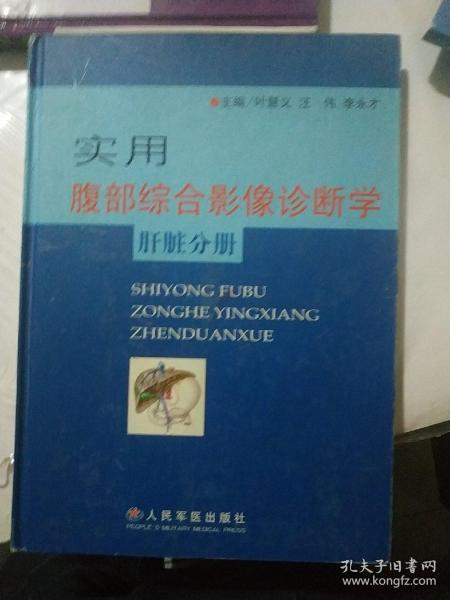 主编/叶慧义 汪 伟 李永才
实用
腹部综合影像诊断学
肝脏分册
SHIYONG FUBU
ZONGHE YINGXIANG
ZHENDUANXUE
人民军医出版社
PEOPLE'S MILITARY MEDICAL PRESS
孔夫子旧书网
www.kongfz.com